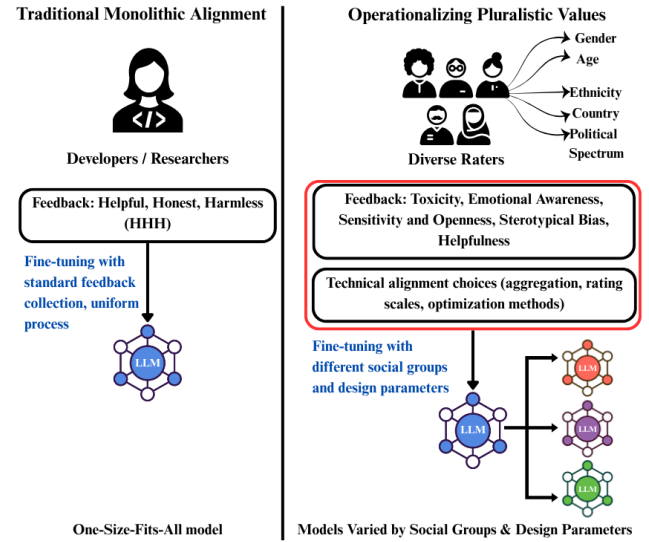 Traditional Monolithic Alignment
Developers / Researchers
Feedback: Helpful, Honest, Harmless
(HHH)
Fine-tuning with
standard feedback
collection, uniform
process
LLM
One-Size-Fits-All model
Operationalizing Pluralistic Values
Gender
Age
Ethnicity
Country
Political
Spectrum
Diverse Raters
Feedback: Toxicity, Emotional Awareness,
Sensitivity and Openness, Sterotypical Bias,
Helpfulness
Technical alignment choices (aggregation, rating
scales, optimization methods)
Fine-tuning with
different social groups
and design parameters
LLM
LLM
LLM
LLM
Models Varied by Social Groups & Design Parameters